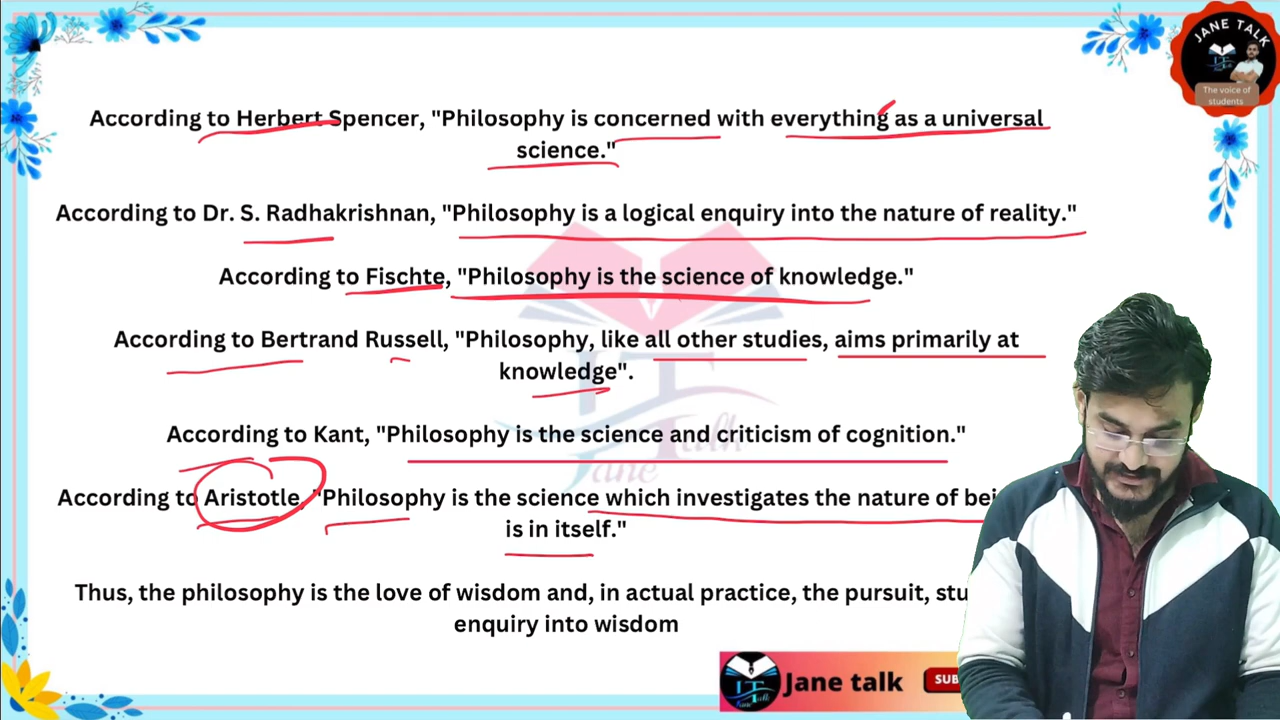 According to Herbert Spencer, "Philosophy is concerned with everything as a universal
science."
According to Dr. S. Radhakrishnan, "Philosophy is a logical enquiry into the nature of reality."
According to Fischte, "Philosophy is the science of knowledge."
According to Bertrand Russell, "Philosophy, like all other studies, aims primarily at
knowledge".
According to Kant, "Philosophy is the science and criticism of cognition."
According to Aristotle, "Philosophy is the science which investigates the nature of
is in itself."
Thus, the philosophy is the love of wisdom and, in actual practice, the pursuit,
enquiry into wisdom
JANE TALK
The voice of
students
Jane Talk
Jane talk